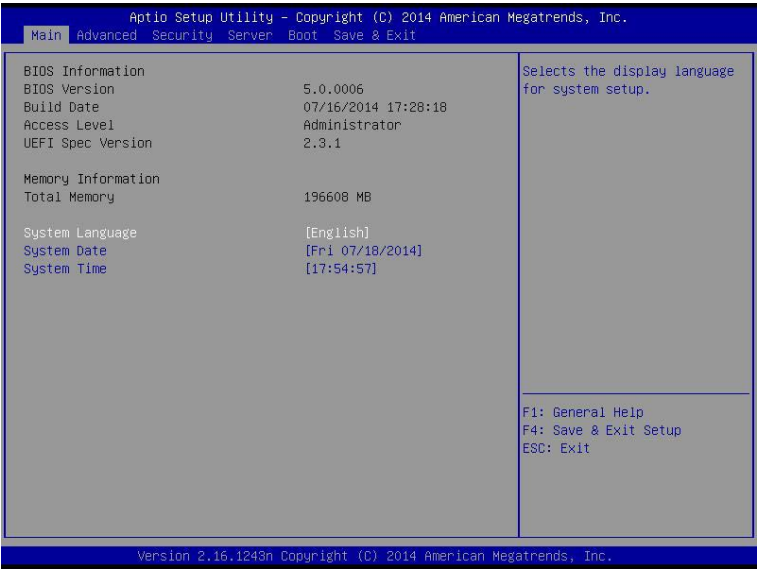 Aptio Setup Utility – Copyright (C) 2014 American Megatrends, Inc.
Main Advanced Security Server Boot Save & Exit
BIOS Information
BIOS Version 5.0.0006
Build Date 07/16/2014 17:28:18
Access Level Administrator
UEFI Spec Version 2.3.1
Memory Information
Total Memory 196608 MB
System Language [English]
System Date [Fri 07/18/2014]
System Time [17:54:57]
Selects the display language
for system setup.
F1: General Help
F4: Save & Exit Setup
ESC: Exit
Version 2.16.1243n Copyright (C) 2014 American Megatrends, Inc.